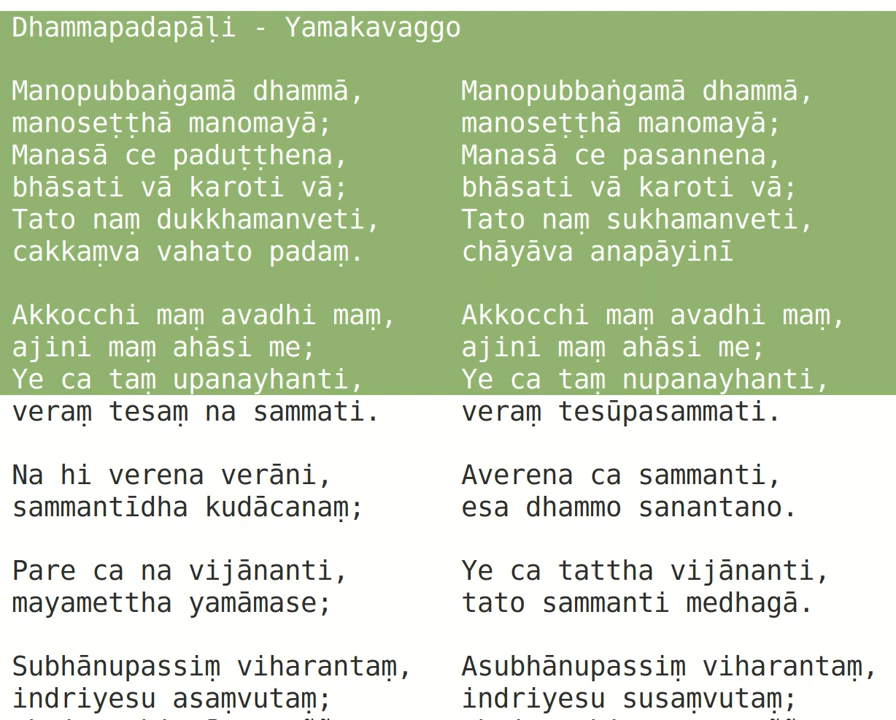 Dhammapadapāḷi - Yamakavaggo
Manopubbaṅgamā dhammā,
manoseṭṭhā manomayā;
Manasā ce paduṭṭhena,
bhāsati vā karoti vā;
Tato naṃ dukkhamanveti,
cakkaṃva vahato padaṃ.
Manopubbaṅgamā dhammā,
manoseṭṭhā manomayā;
Manasā ce pasannena,
bhāsati vā karoti vā;
Tato naṃ sukhamanveti,
chāyāva anapāyinī
Akkocchi maṃ avadhi maṃ,
ajini maṃ ahāsi me;
Ye ca taṃ upanayhanti,
veraṃ tesaṃ na sammati.
Akkocchi maṃ avadhi maṃ,
ajini maṃ ahāsi me;
Ye ca taṃ nupanayhanti,
veraṃ tesūpasammati.
Na hi verena verāni,
sammantīdha kudācanaṃ;
Averena ca sammanti,
esa dhammo sanantano.
Pare ca na vijānanti,
mayamettha yamāmase;
Ye ca tattha vijānanti,
tato sammanti medhagā.
Subhānupassiṃ viharantaṃ,
indriyesu asaṃvutaṃ;
Asubhānupassiṃ viharantaṃ,
indriyesu susaṃvutaṃ;